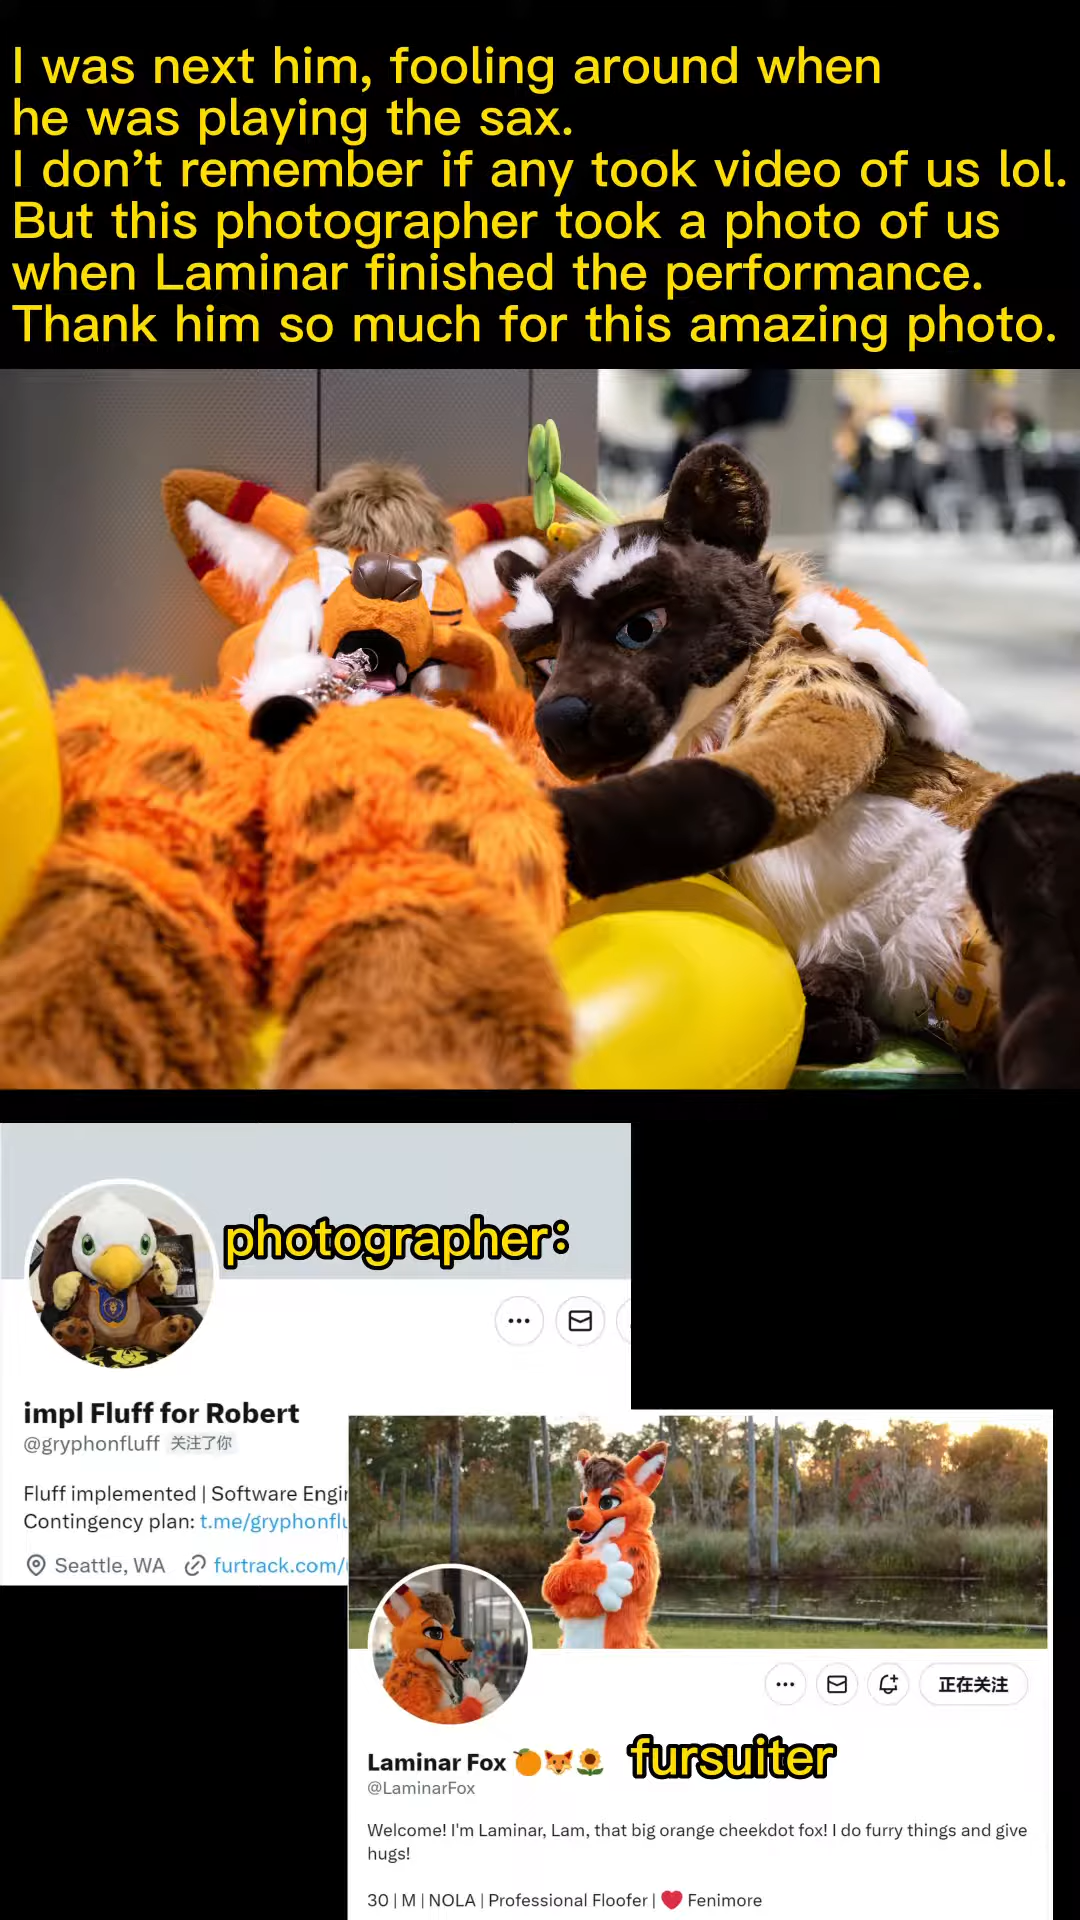 I was next him, fooling around when
he was playing the sax.
I don’t remember if any took video of us lol.
But this photographer took a photo of us
when Laminar finished the performance.
Thank him so much for this amazing photo.
photographer:
impl Fluff for Robert
@gryphonfluff 关注了你
Fluff implemented | Software Engir
Contingency plan: t.me/gryphonflu
Seattle, WA furtrack.com/
正在关注
Laminar Fox 🍊🦊🌻 fursuiter
@LaminarFox
Welcome! I'm Laminar, Lam, that big orange cheekdot fox! I do furry things and give
hugs!
30 | M | NOLA | Professional Floofer | ❤️ Fenimore